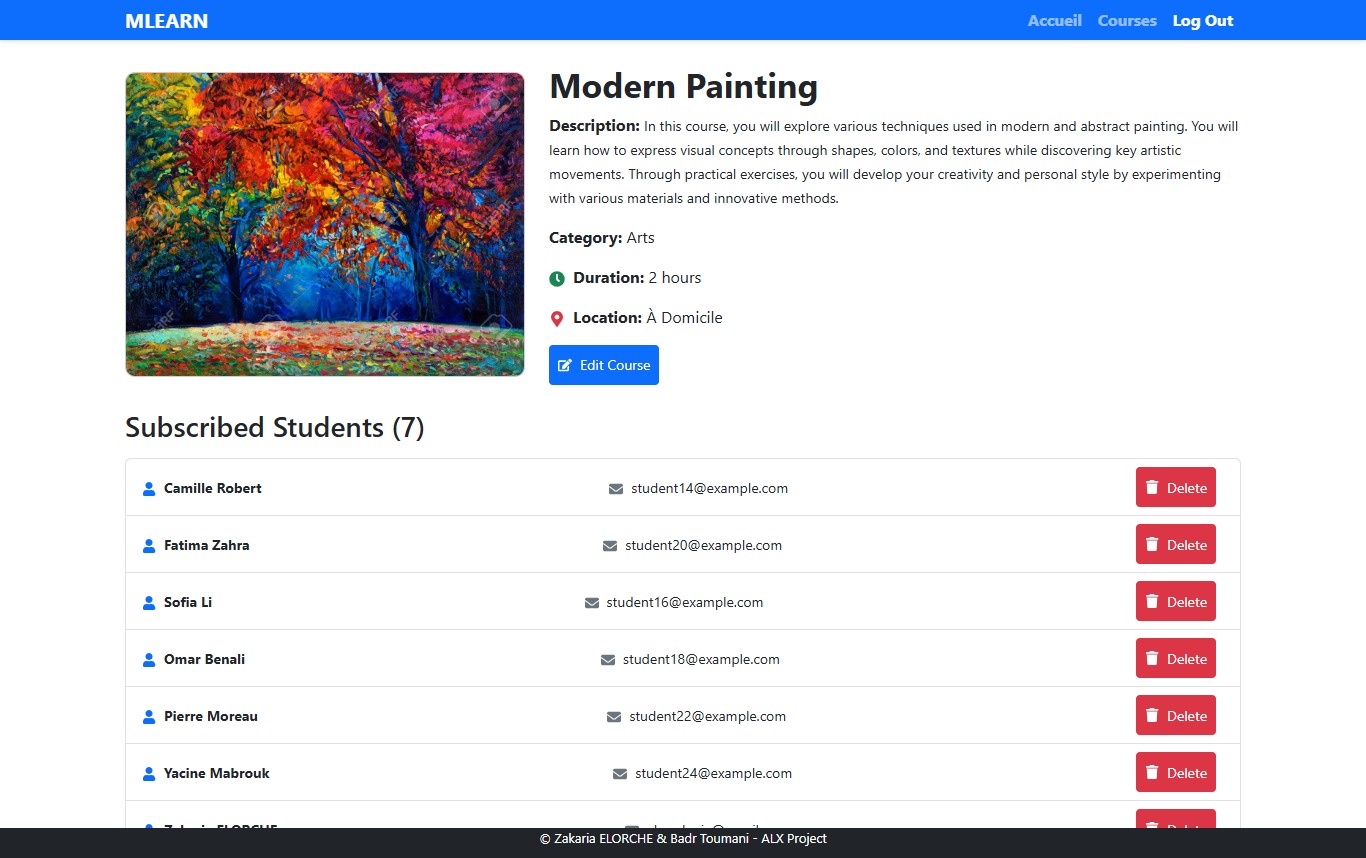 MLEARN
Accueil Courses Log Out
Modern Painting
Description: In this course, you will explore various techniques used in modern and abstract painting. You will
learn how to express visual concepts through shapes, colors, and textures while discovering key artistic
movements. Through practical exercises, you will develop your creativity and personal style by experimenting
with various materials and innovative methods.
Category: Arts
Duration: 2 hours
Location: À Domicile
Edit Course
Subscribed Students (7)
Camille Robert student14@example.com Delete
Fatima Zahra student20@example.com Delete
Sofia Li student16@example.com Delete
Omar Benali student18@example.com Delete
Pierre Moreau student22@example.com Delete
Yacine Mabrouk student24@example.com Delete
Zakaria ELORCHE Delete
© Zakaria ELORCHE & Badr Toumani - ALX Project